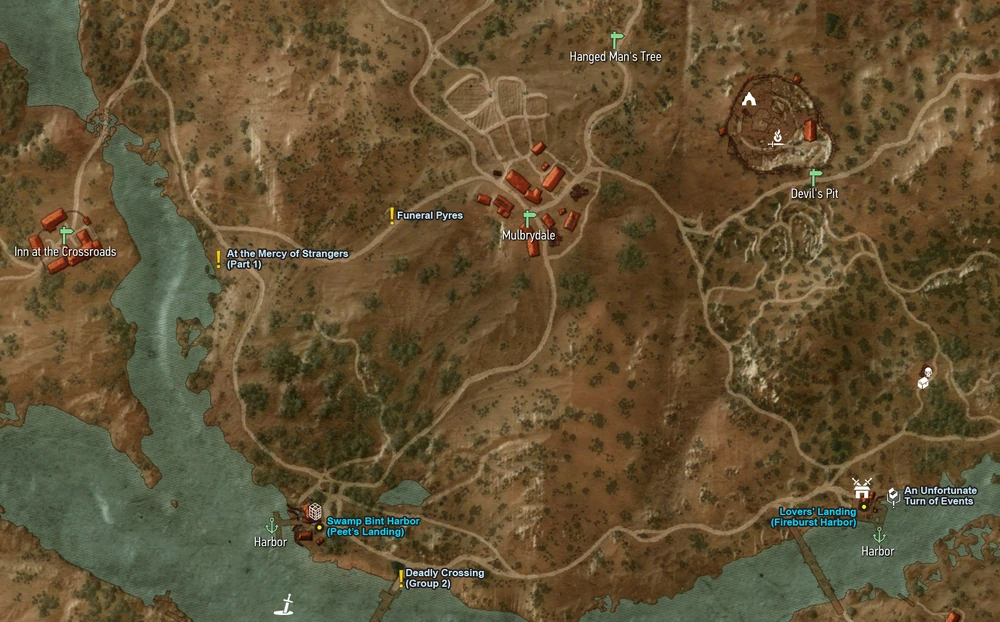 Hanged Man's Tree
Devil's Pit
Funeral Pyres
Mulbrydale
Inn at the Crossroads
At the Mercy of Strangers
(Part 1)
An Unfortunate
Turn of Events
Lovers' Landing
(Fireburst Harbor)
Swamp Bint Harbor
(Peet's Landing)
Harbor
Harbor
Deadly Crossing
(Group 2)